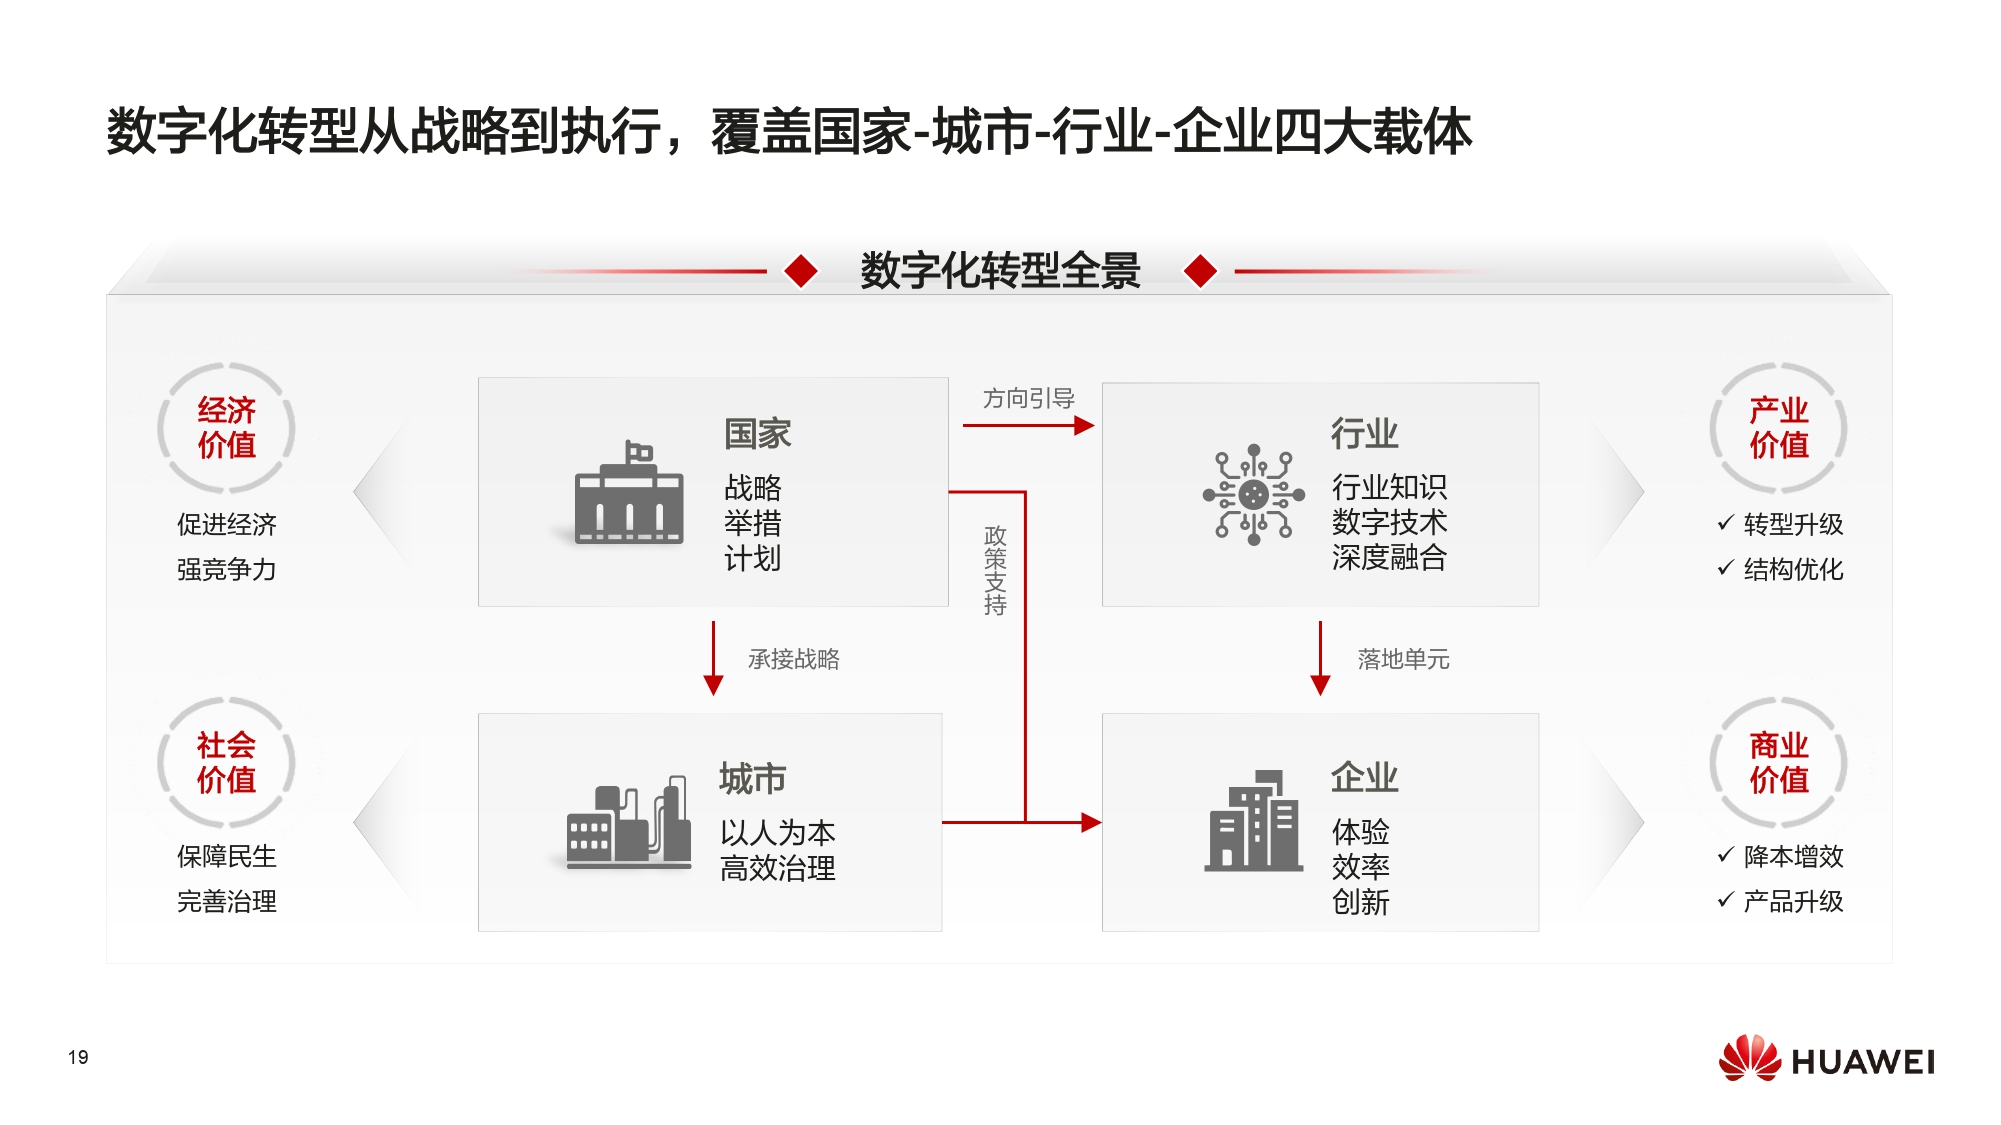 数字化转型从战略到执行，覆盖国家-城市-行业-企业四大载体
数字化转型全景
经济
价值
促进经济
强竞争力
国家
战略
举措
计划
方向引导
政策支持
行业
行业知识
数字技术
深度融合
产业
价值
✓ 转型升级
✓ 结构优化
承接战略
落地单元
社会
价值
保障民生
完善治理
城市
以人为本
高效治理
企业
体验
效率
创新
商业
价值
✓ 降本增效
✓ 产品升级
19
HUAWEI